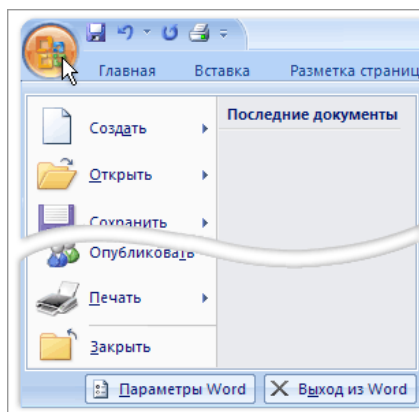 Главная Вставка Разметка страниц
Последние документы
Создать
Открыть
Сохранить
Опубликовать
Печать
Закрыть
Параметры Word Выход из Word